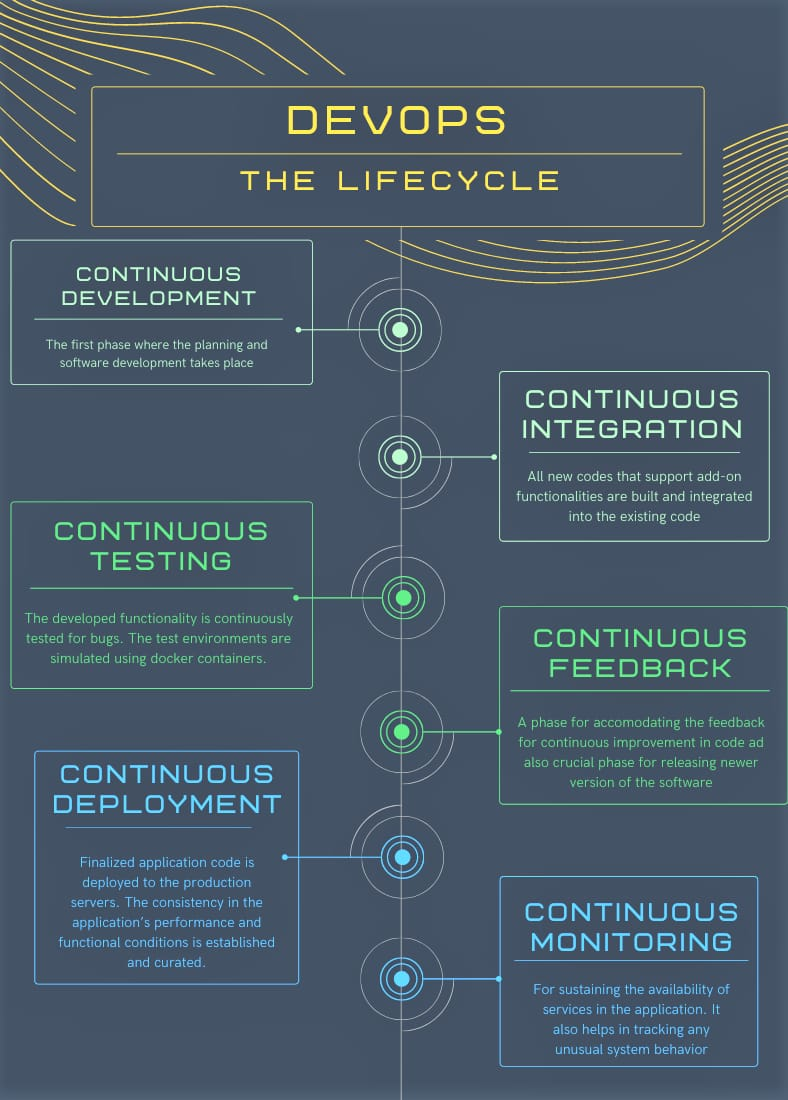 DEVOPS
THE LIFECYCLE
CONTINUOUS
DEVELOPMENT
The first phase where the planning and
software development takes place
CONTINUOUS
INTEGRATION
All new codes that support add-on
functionalities are built and integrated
into the existing code
CONTINUOUS
TESTING
The developed functionality is continuously
tested for bugs. The test environments are
simulated using docker containers.
CONTINUOUS
FEEDBACK
A phase for accomodating the feedback
for continuous improvement in code ad
also crucial phase for releasing newer
version of the software
CONTINUOUS
DEPLOYMENT
Finalized application code is
deployed to the production
servers. The consistency in the
application's performance and
functional conditions is established
and curated.
CONTINUOUS
MONITORING
For sustaining the availability of
services in the application. It
also helps in tracking any
unusual system behavior